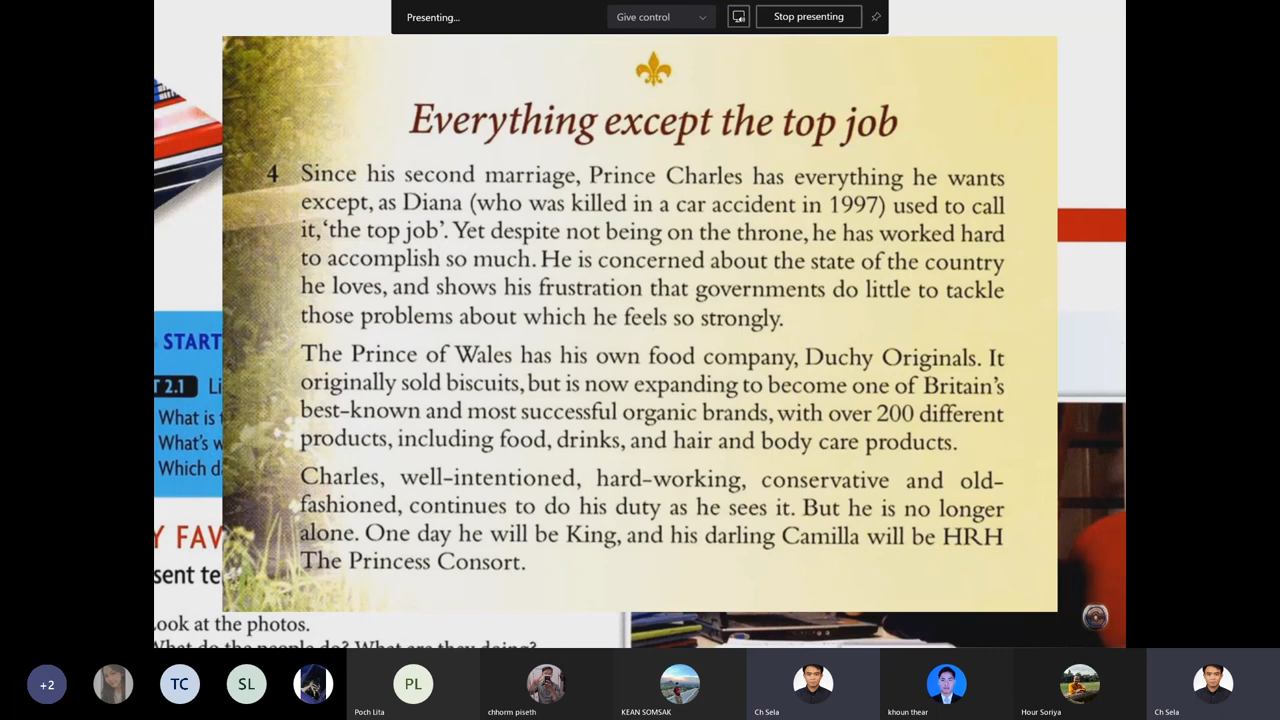 Presenting...
Give control
Stop presenting
Everything except the top job
4 Since his second marriage, Prince Charles has everything he wants
except, as Diana (who was killed in a car accident in 1997) used to call
it, ‘the top job’. Yet despite not being on the throne, he has worked hard
to accomplish so much. He is concerned about the state of the country
he loves, and shows his frustration that governments do little to tackle
those problems about which he feels so strongly.
The Prince of Wales has his own food company, Duchy Originals. It
originally sold biscuits, but is now expanding to become one of Britain’s
best-known and most successful organic brands, with over 200 different
products, including food, drinks, and hair and body care products.
Charles, well-intentioned, hard-working, conservative and old-
fashioned, continues to do his duty as he sees it. But he is no longer
alone. One day he will be King, and his darling Camilla will be HRH
The Princess Consort.
START
T 2.1 Li
What is t
What’s w
Which d
Y FAV
sent te
ook at the photos.
What do the people do? What are they doing?
+2
TC
SL
PL
Poch Lita
chhorm piseth
KEAN SOMSAK
Ch Sela
khoun thear
Hour Soriya
Ch Sela